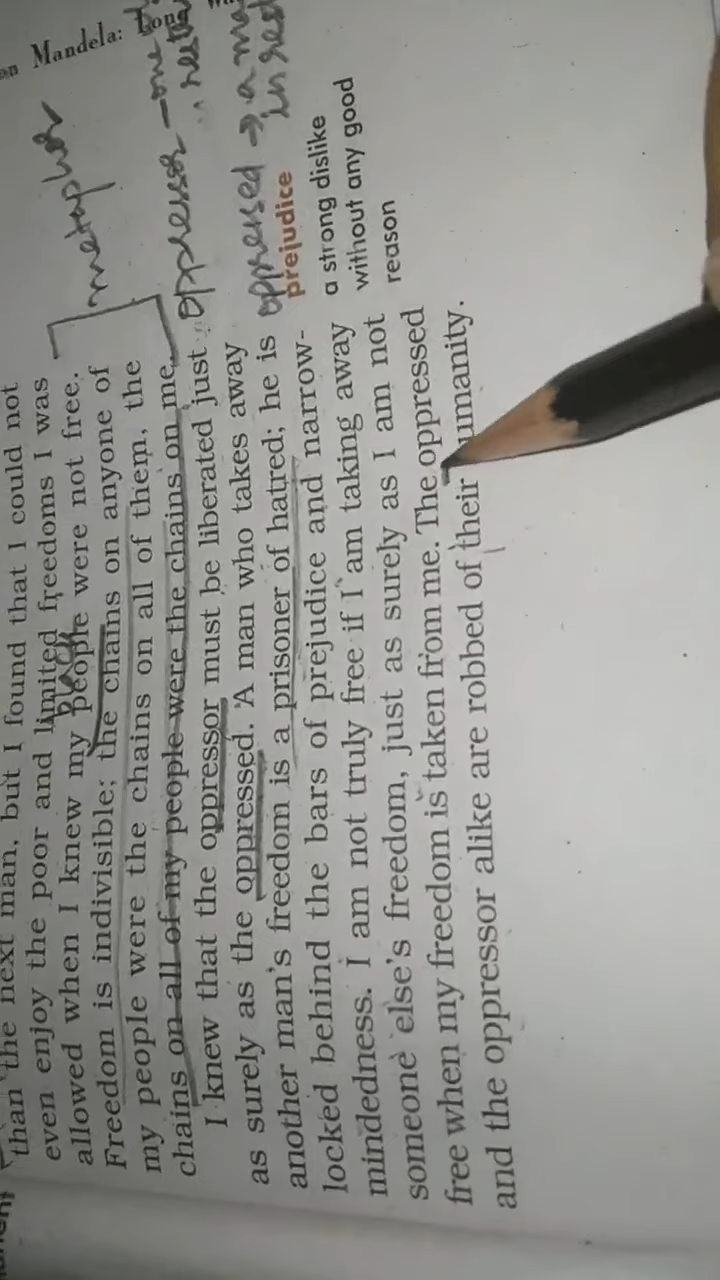 Mandela: Long
than the next man, but I found that I could not
even enjoy the poor and limited freedoms I was
allowed when I knew my people were not free.
black
Freedom is indivisible; the chains on anyone of
my people were the chains on all of them, the
chains on all of my people were the chains on me.
I knew that the oppressor must be liberated just
as surely as the oppressed. A man who takes away
another man's freedom is a prisoner of hatred; he is
locked behind the bars of prejudice and narrow-
mindedness. I am not truly free if I am taking away
someone else's freedom, just as surely as I am not
free when my freedom is taken from me. The oppressed
and the oppressor alike are robbed of their umanity.
metaphor
oppressor – one
oppressed → a ma
in rest
prejudice
a strong dislike
without any good
reason